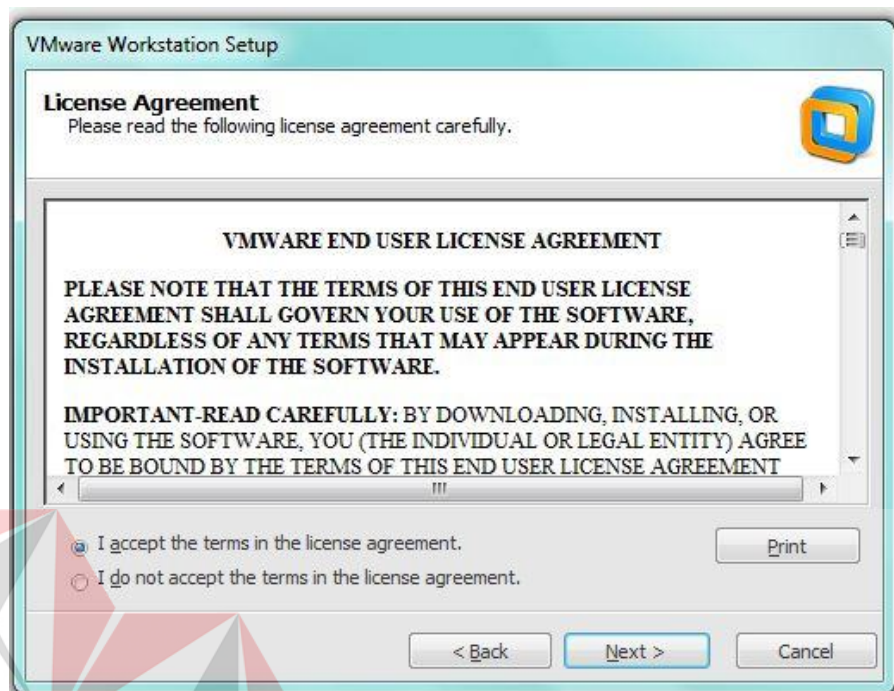 VMware Workstation Setup
License Agreement
Please read the following license agreement carefully.
VMWARE END USER LICENSE AGREEMENT
PLEASE NOTE THAT THE TERMS OF THIS END USER LICENSE
AGREEMENT SHALL GOVERN YOUR USE OF THE SOFTWARE,
REGARDLESS OF ANY TERMS THAT MAY APPEAR DURING THE
INSTALLATION OF THE SOFTWARE.
IMPORTANT-READ CAREFULLY: BY DOWNLOADING, INSTALLING, OR
USING THE SOFTWARE, YOU (THE INDIVIDUAL OR LEGAL ENTITY) AGREE
TO BE BOUND BY THE TERMS OF THIS END USER LICENSE AGREEMENT
I accept the terms in the license agreement.
Print
I do not accept the terms in the license agreement.
< Back Next > Cancel